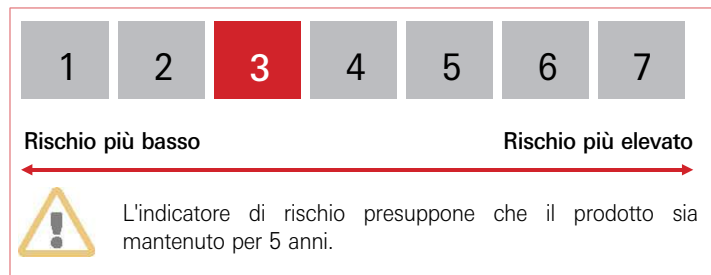 1 2 3 4 5 6 7
Rischio più basso Rischio più elevato
L'indicatore di rischio presuppone che il prodotto sia
mantenuto per 5 anni.